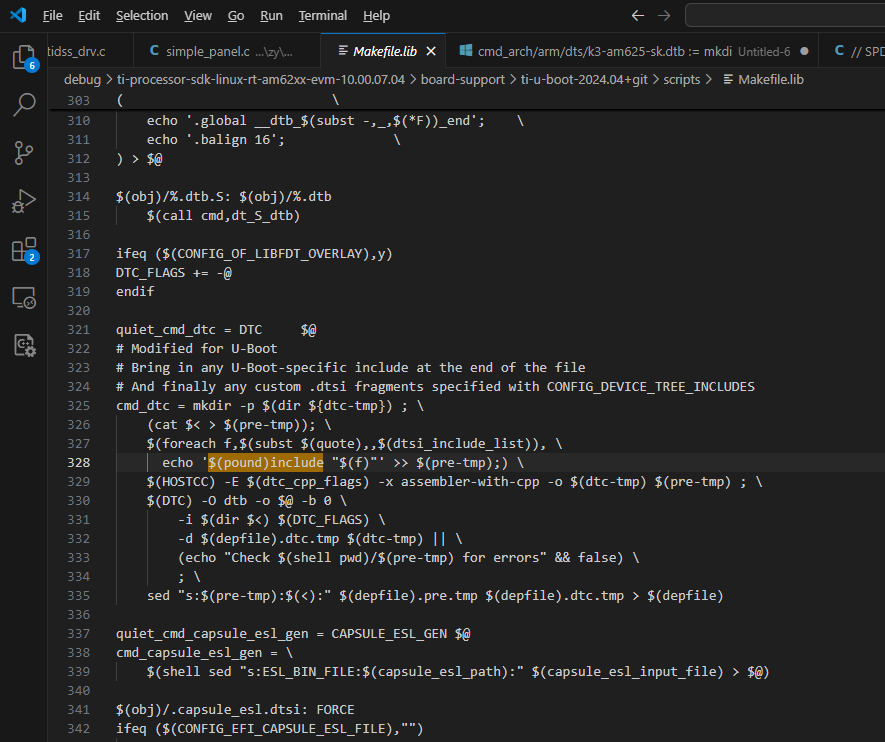 File Edit Selection View Go Run Terminal Help
tidss_drv.c
C simple_panel.c ...\zy\...
Makefile.lib
cmd_arch/arm/dts/k3-am625-sk.dtb := mkdi Untitled-6
C // SPD
debug > ti-processor-sdk-linux-rt-am62xx-evm-10.00.07.04 > board-support > ti-u-boot-2024.04+git > scripts > Makefile.lib
6
2
303 ( \
310 echo '.global __dtb_$(subst -,_,$(*F))_end'; \
311 echo '.balign 16'; \
312 ) > $@
313
314 $(obj)/%.dtb.S: $(obj)/%.dtb
315 $(call cmd,dt_S_dtb)
316
317 ifeq ($(CONFIG_OF_LIBFDT_OVERLAY),y)
318 DTC_FLAGS += -@
319 endif
320
321 quiet_cmd_dtc = DTC $@
322 # Modified for U-Boot
323 # Bring in any U-Boot-specific include at the end of the file
324 # And finally any custom .dtsi fragments specified with CONFIG_DEVICE_TREE_INCLUDES
325 cmd_dtc = mkdir -p $(dir ${dtc-tmp}) ; \
326 (cat $< > $(pre-tmp)); \
327 $(foreach f,$(subst $(quote),,$(dtsi_include_list)), \
328 echo '$(pound)include "$(f)"' >> $(pre-tmp);) \
329 $(HOSTCC) -E $(dtc_cpp_flags) -x assembler-with-cpp -o $(dtc-tmp) $(pre-tmp) ; \
330 $(DTC) -O dtb -o $@ -b 0 \
331 -i $(dir $<) $(DTC_FLAGS) \
332 -d $(depfile).dtc.tmp $(dtc-tmp) || \
333 (echo "Check $(shell pwd)/$(pre-tmp) for errors" && false) \
334 ; \
335 sed "s:$(pre-tmp):$(<):" $(depfile).pre.tmp $(depfile).dtc.tmp > $(depfile)
336
337 quiet_cmd_capsule_esl_gen = CAPSULE_ESL_GEN $@
338 cmd_capsule_esl_gen = \
339 $(shell sed "s:ESL_BIN_FILE:$(capsule_esl_path):" $(capsule_esl_input_file) > $@)
340
341 $(obj)/.capsule_esl.dtsi: FORCE
342 ifeq ($(CONFIG_EFI_CAPSULE_ESL_FILE),"")